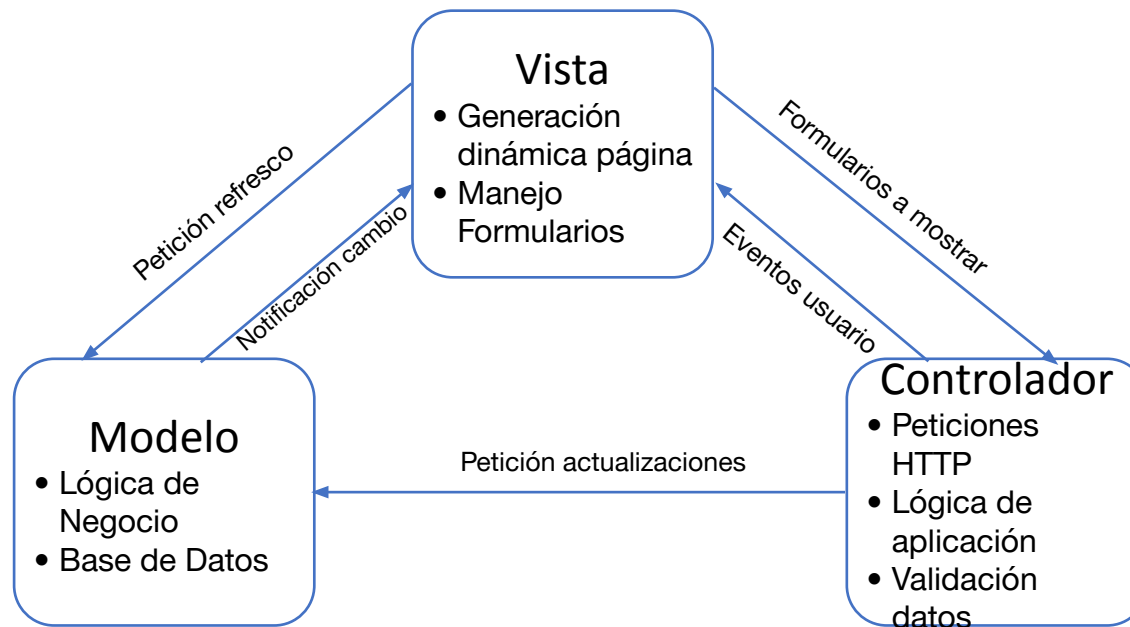 Vista
• Generación
dinámica página
• Manejo
Formularios
Petición refresco
Notificación cambio
Formularios a mostrar
Eventos usuario
Modelo
• Lógica de
Negocio
• Base de Datos
Petición actualizaciones
Controlador
• Peticiones
HTTP
• Lógica de
aplicación
• Validación
datos